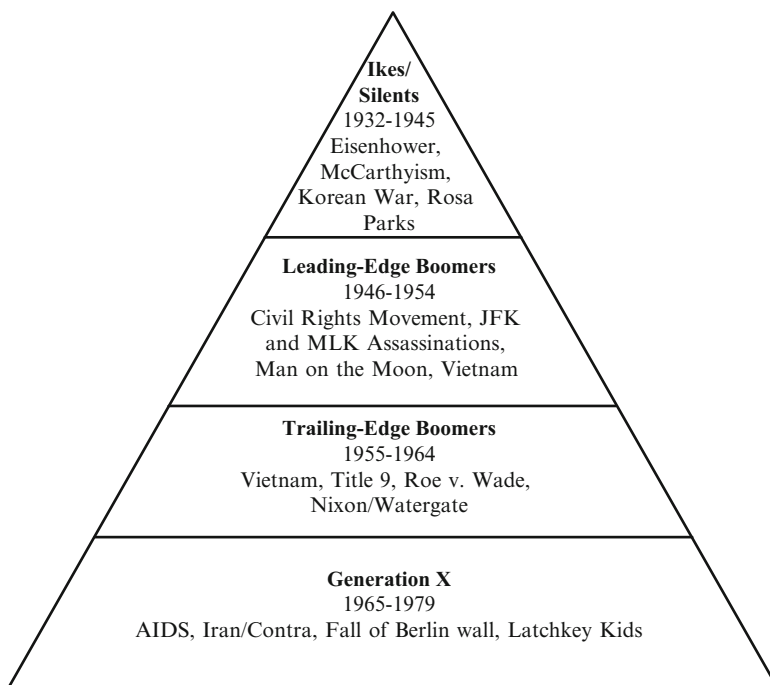 Ikes/
Silents
1932-1945
Eisenhower,
McCarthyism,
Korean War, Rosa
Parks
Leading-Edge Boomers
1946-1954
Civil Rights Movement, JFK
and MLK Assassinations,
Man on the Moon, Vietnam
Trailing-Edge Boomers
1955-1964
Vietnam, Title 9, Roe v. Wade,
Nixon/Watergate
Generation X
1965-1979
AIDS, Iran/Contra, Fall of Berlin wall, Latchkey Kids